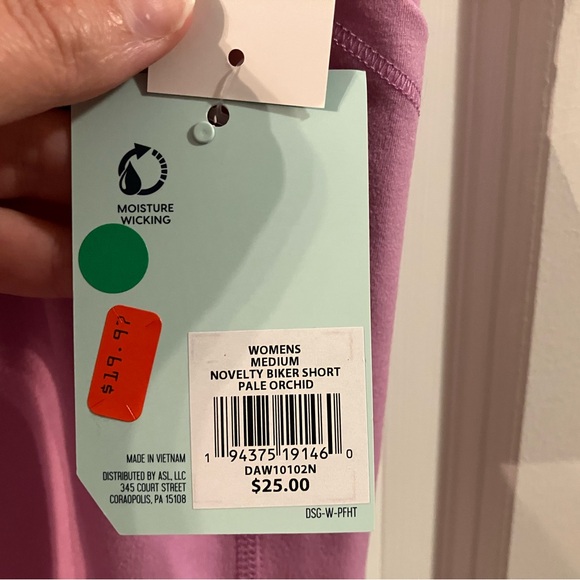 MOISTURE
WICKING
$19.97
WOMENS
MEDIUM
NOVELTY BIKER SHORT
PALE ORCHID
1 94375 19146 0
DAW10102N
$25.00
MADE IN VIETNAM
DISTRIBUTED BY ASL, LLC
345 COURT STREET
CORAOPOLIS, PA 15108
DSG-W-PFHT